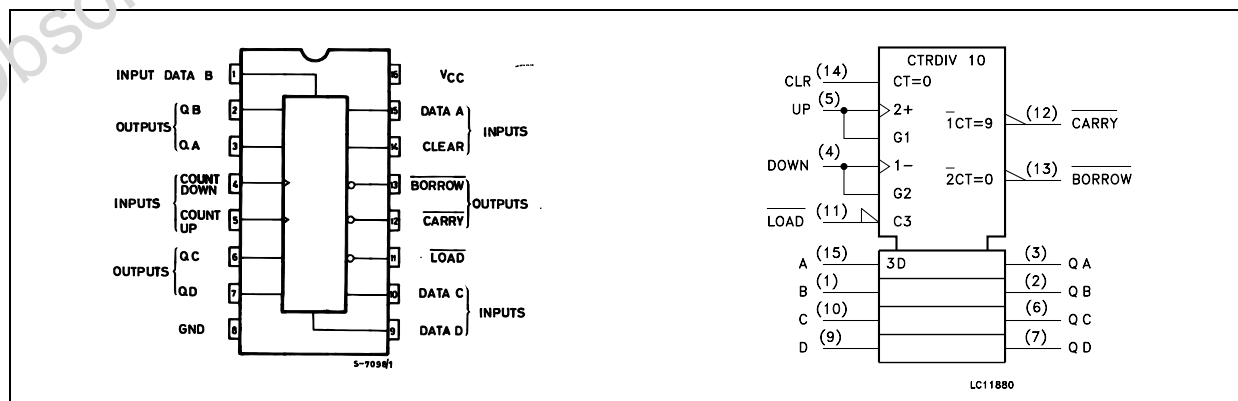 bsol
INPUT DATA B 1
16 VCC
QB 2
OUTPUTS
QA 3
15 DATA A
INPUTS
14 CLEAR
COUNT DOWN 4
INPUTS
COUNT UP 5
13 BORROW
OUTPUTS
12 CARRY
QC 6
OUTPUTS
QD 7
11 LOAD
10 DATA C
INPUTS
GND 8
9 DATA D
S-7098/1
CTRDIV 10
CLR (14) CT=0
UP (5) 2+
G1
1CT=9 (12) CARRY
DOWN (4) 1-
G2
2CT=0 (13) BORROW
LOAD (11) C3
A (15) 3D (3) QA
B (1) (2) QB
C (10) (6) QC
D (9) (7) QD
LC11880